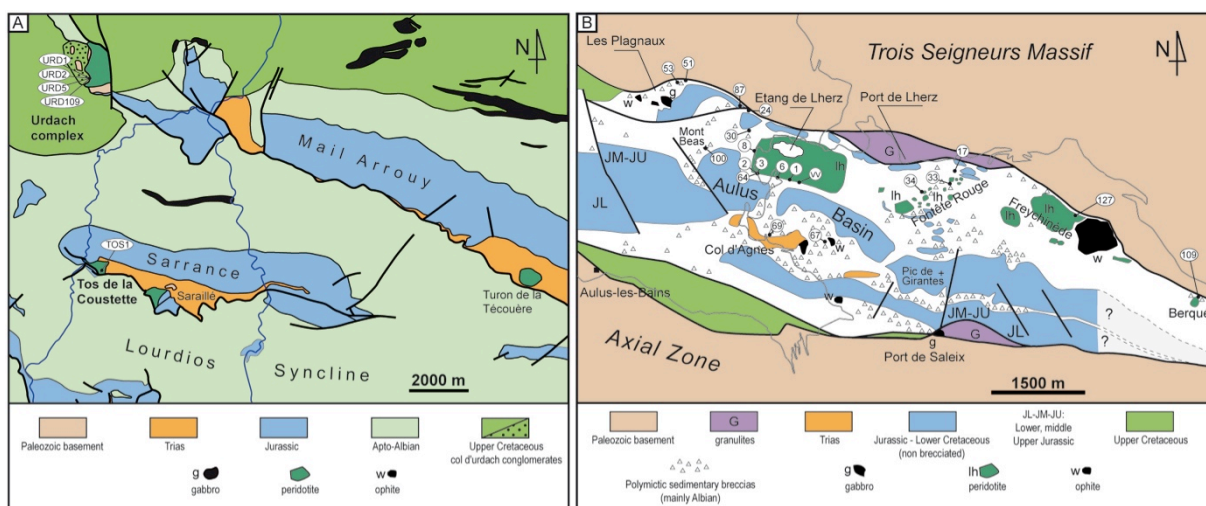 A
N
URD1
URD2
URD5
URD109
Urdach
complex
Mail Arrouy
TOS1
Sarrance
Tos de la
Coustette
Saraillé
Turon de la
Técouère
Lourdios
Syncline
2000 m
Paleozoic basement
Trias
Jurassic
Apto-Albian
Upper Cretaceous
col d'urdach conglomerates
g
gabbro
peridotite
w
ophite
B
N
Les Plagnaux
Trois Seigneurs Massif
53
51
w
g
87
24
Etang de Lherz
Port de Lherz
30
Mont
Beas
8
G
17
JM-JU
100
2
3
lh
64
6
1
vv
34
33
lh
lh
Fontête Rouge
Aulus
Basin
JL
Freychinède
lh
lh
127
69
67
w
Col d'Agnes
w
109
Pic de
Girantes
+
Aulus-les-Bains
w
JM-JU
JL
?
?
Berqué
g
G
Axial Zone
Port de Saleix
1500 m
Paleozoic basement
G
granulites
Trias
Jurassic - Lower Cretaceous
(non brecciated)
JL-JM-JU:
Lower, middle
Upper Jurassic
Upper Cretaceous
Polymictic sedimentary breccias
(mainly Albian)
g
gabbro
lh
peridotite
w
ophite